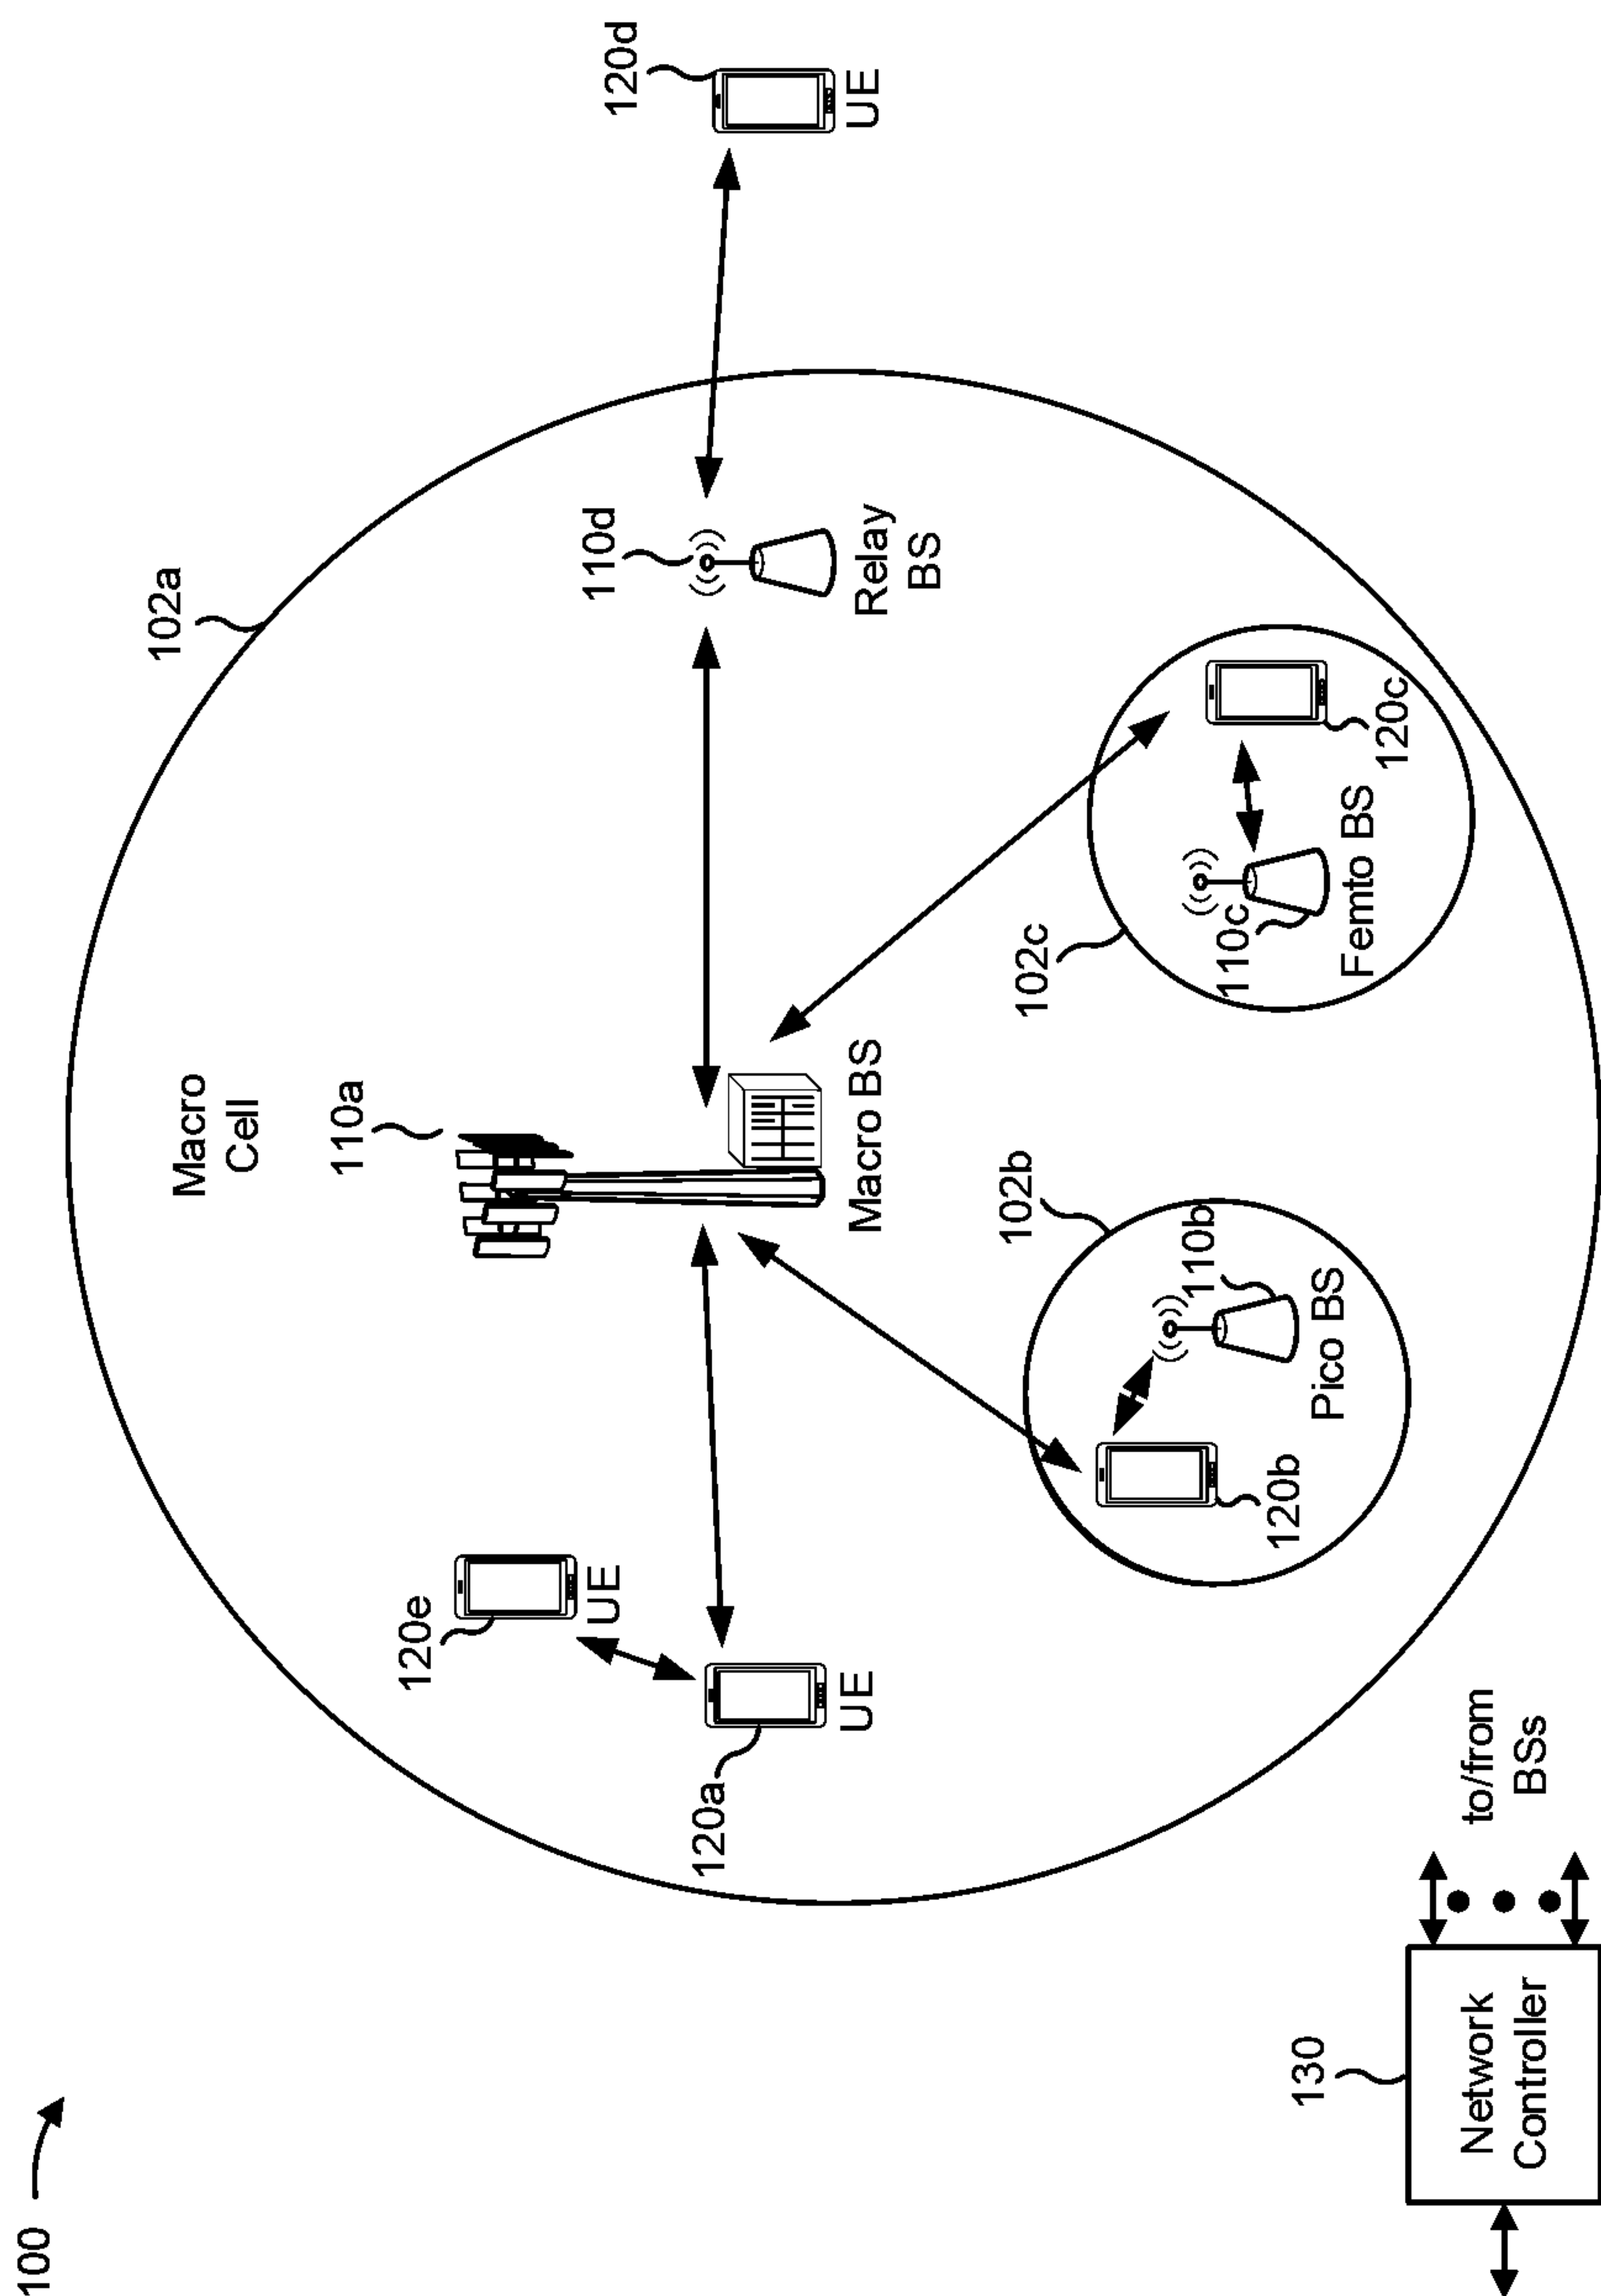 100
102a
Macro
Cell
110a
120d
UE
110d
Relay
BS
120e
UE
Macro BS
120a
UE
102b
102c
110b
Pico BS
120b
110c
Femto BS
120c
130
Network
Controller
to/from
BSs